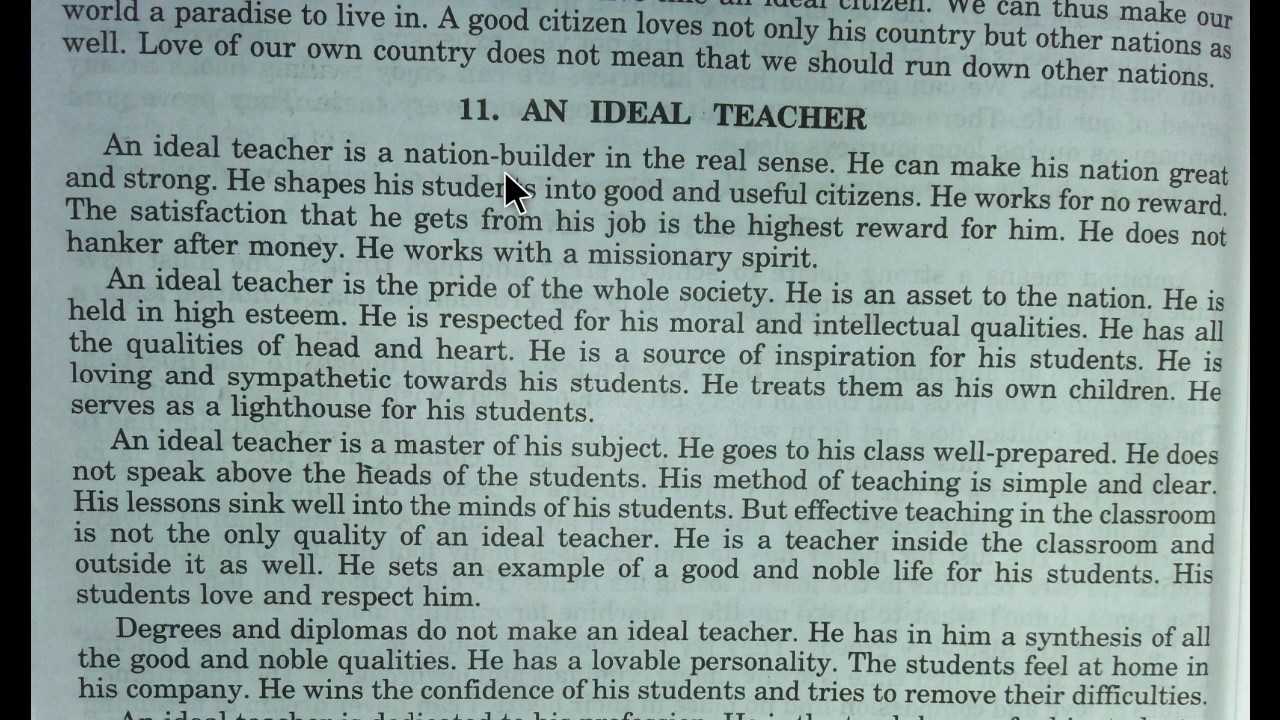 world a paradise to live in. A good citizen loves not only his country but other nations as
well. Love of our own country does not mean that we should run down other nations.
11. AN IDEAL TEACHER
An ideal teacher is a nation-builder in the real sense. He can make his nation great
and strong. He shapes his students into good and useful citizens. He works for no reward.
The satisfaction that he gets from his job is the highest reward for him. He does not
hanker after money. He works with a missionary spirit.
An ideal teacher is the pride of the whole society. He is an asset to the nation. He is
held in high esteem. He is respected for his moral and intellectual qualities. He has all
the qualities of head and heart. He is a source of inspiration for his students. He is
loving and sympathetic towards his students. He treats them as his own children. He
serves as a lighthouse for his students.
An ideal teacher is a master of his subject. He goes to his class well-prepared. He does
not speak above the heads of the students. His method of teaching is simple and clear.
His lessons sink well into the minds of his students. But effective teaching in the classroom
is not the only quality of an ideal teacher. He is a teacher inside the classroom and
outside it as well. He sets an example of a good and noble life for his students. His
students love and respect him.
Degrees and diplomas do not make an ideal teacher. He has in him a synthesis of all
the good and noble qualities. He has a lovable personality. The students feel at home in
his company. He wins the confidence of his students and tries to remove their difficulties.